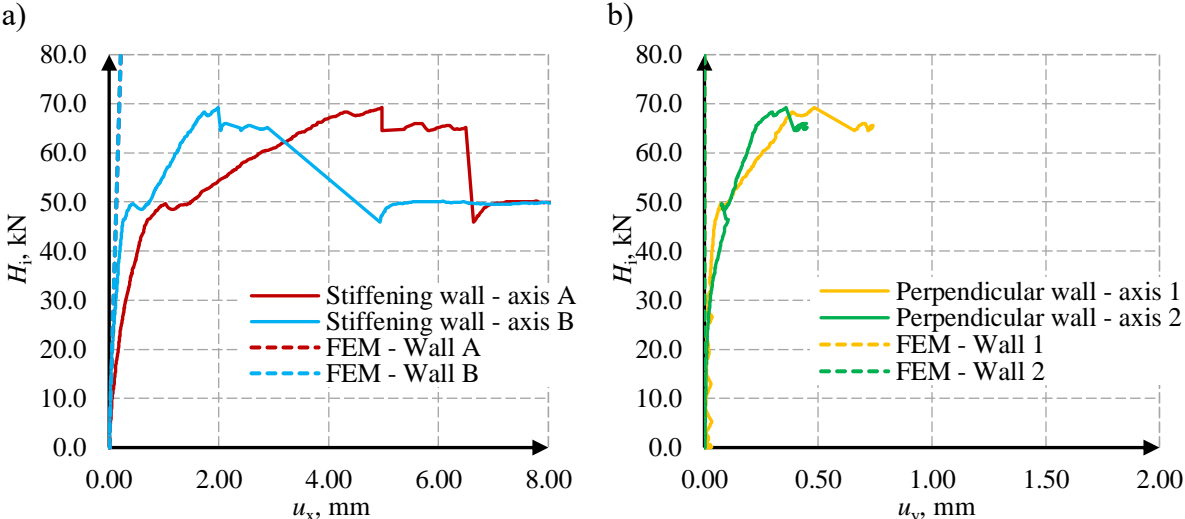 a)
80.0
70.0
60.0
50.0
40.0
30.0
20.0
10.0
0.0
H_i, kN
Stiffening wall - axis A
Stiffening wall - axis B
FEM - Wall A
FEM - Wall B
0.00 2.00 4.00 6.00 8.00
u_x, mm
b)
80.0
70.0
60.0
50.0
40.0
30.0
20.0
10.0
0.0
H_i, kN
Perpendicular wall - axis 1
Perpendicular wall - axis 2
FEM - Wall 1
FEM - Wall 2
0.00 0.50 1.00 1.50 2.00
u_y, mm